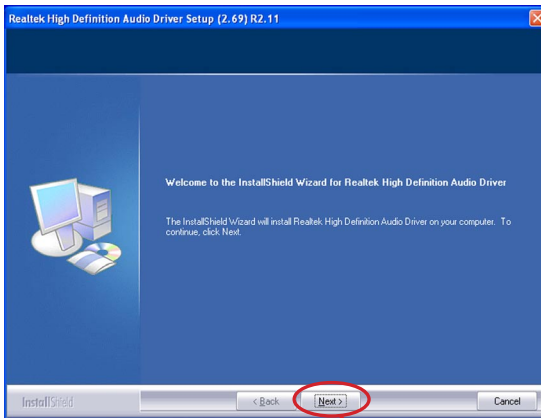 Realtek High Definition Audio Driver Setup (2.69) R2.11
Welcome to the InstallShield Wizard for Realtek High Definition Audio Driver
The InstallShield Wizard will install Realtek High Definition Audio Driver on your computer. To
continue, click Next.
InstallShield
< Back Next > Cancel